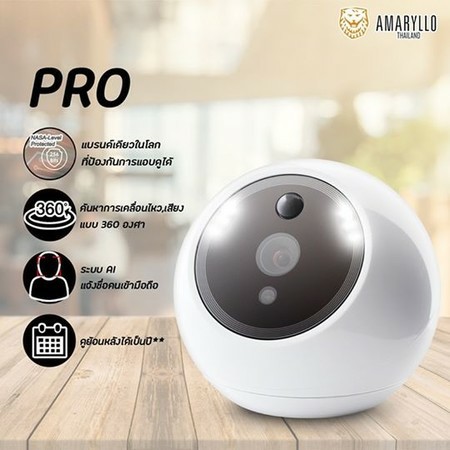 AMARYLLO
THAILAND
PRO
NASA-Level
Protected
256
แบรนด์เดียวในโลก
ที่ป้องกันการแอบดูได้
360°
ค้นหาการเคลื่อนไหว,เสียง
แบบ 360 องศา
ระบบ AI
แจ้งชื่อคนเข้ามือถือ
ดูย้อนหลังได้เป็นปี**